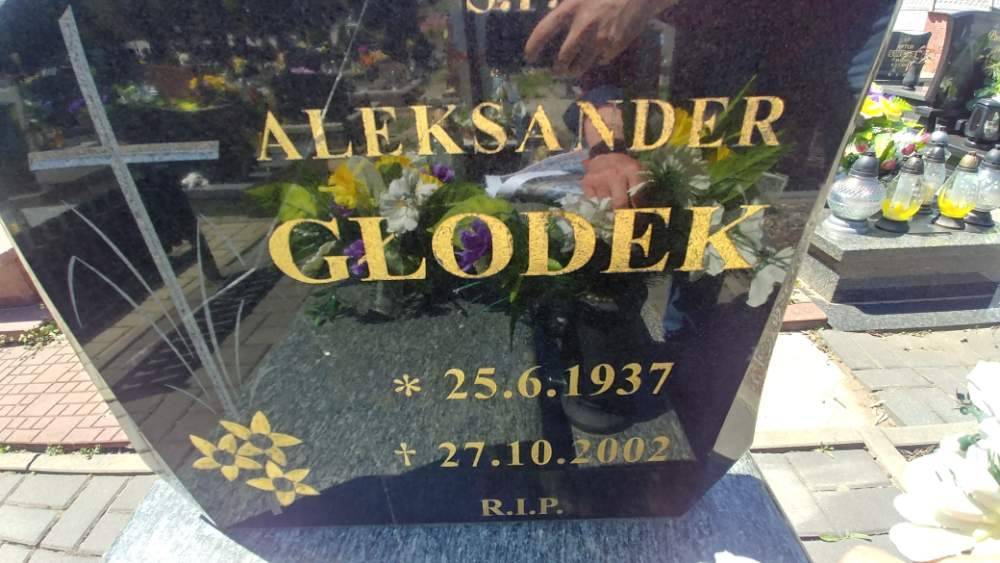 Ś.P.
ALEKSANDER
GŁODEK
* 25.6.1937
† 27.10.2002
R.I.P.